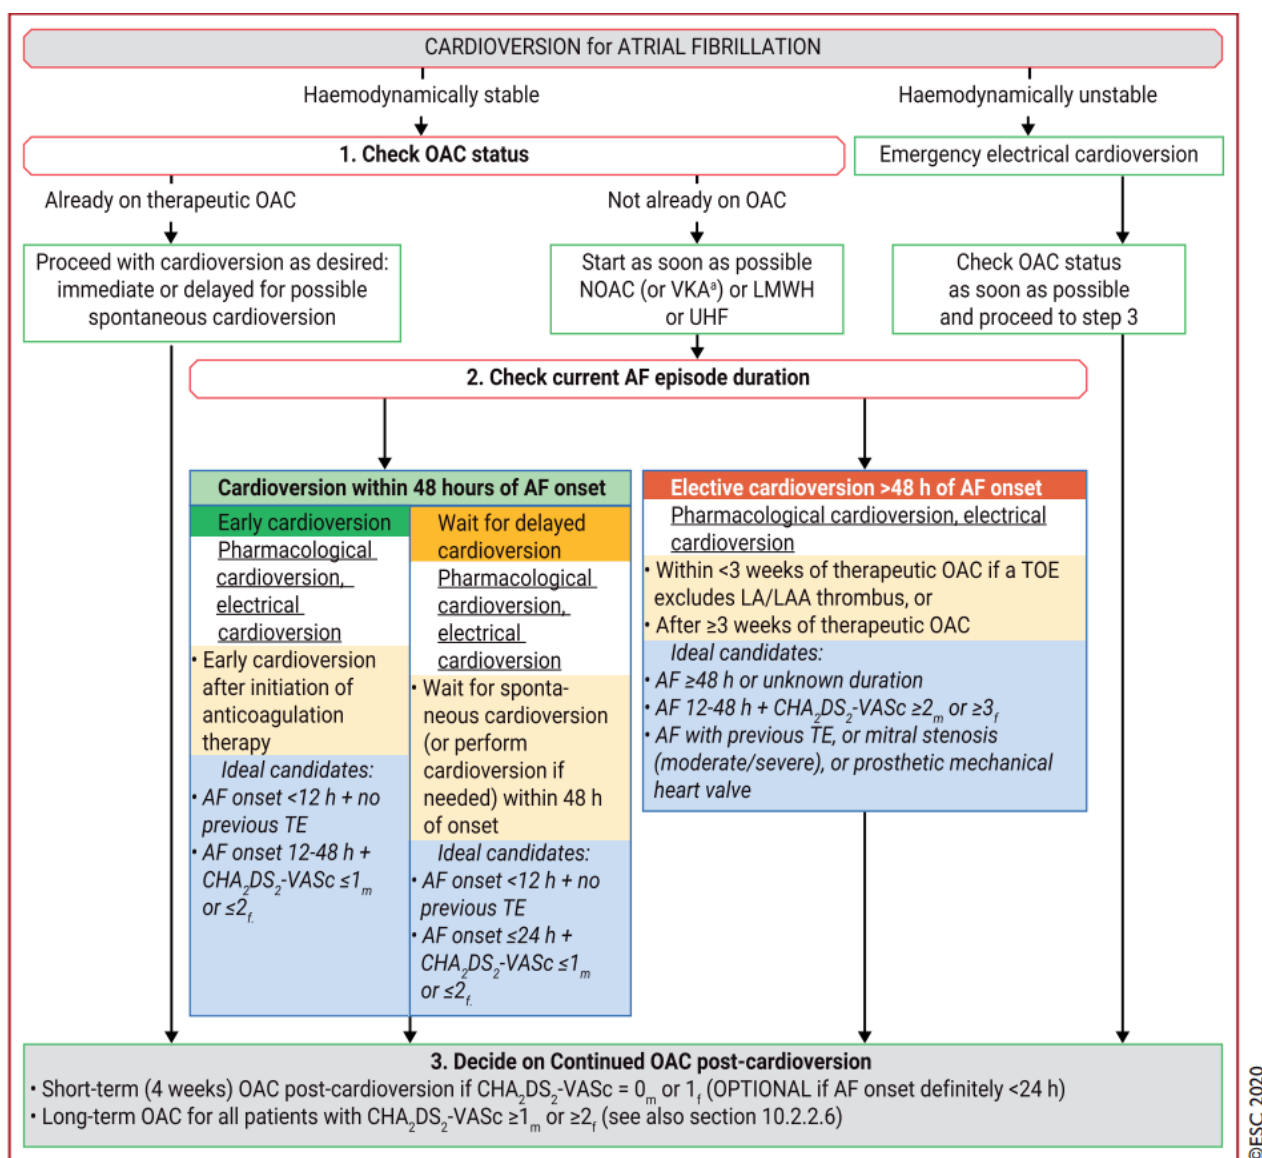 CARDIOVERSION for ATRIAL FIBRILLATION
Haemodynamically stable
Haemodynamically unstable
1. Check OAC status
Emergency electrical cardioversion
Already on therapeutic OAC
Not already on OAC
Proceed with cardioversion as desired:
immediate or delayed for possible
spontaneous cardioversion
Start as soon as possible
NOAC (or VKAᵃ) or LMWH
or UHF
Check OAC status
as soon as possible
and proceed to step 3
2. Check current AF episode duration
Cardioversion within 48 hours of AF onset
Early cardioversion
Pharmacological
cardioversion,
electrical
cardioversion
• Early cardioversion
after initiation of
anticoagulation
therapy
Ideal candidates:
• AF onset <12 h + no
previous TE
• AF onset 12-48 h +
CHA₂DS₂-VASc ≤1ₘ
or ≤2f.
Wait for delayed
cardioversion
Pharmacological
cardioversion,
electrical
cardioversion
• Wait for sponta-
neous cardioversion
(or perform
cardioversion if
needed) within 48 h
of onset
Ideal candidates:
• AF onset <12 h + no
previous TE
• AF onset ≤24 h +
CHA₂DS₂-VASc ≤1ₘ
or ≤2f.
Elective cardioversion >48 h of AF onset
Pharmacological cardioversion, electrical
cardioversion
• Within <3 weeks of therapeutic OAC if a TOE
excludes LA/LAA thrombus, or
• After ≥3 weeks of therapeutic OAC
Ideal candidates:
• AF ≥48 h or unknown duration
• AF 12-48 h + CHA₂DS₂-VASc ≥2ₘ or ≥3f
• AF with previous TE, or mitral stenosis
(moderate/severe), or prosthetic mechanical
heart valve
3. Decide on Continued OAC post-cardioversion
• Short-term (4 weeks) OAC post-cardioversion if CHA₂DS₂-VASc = 0ₘ or 1f (OPTIONAL if AF onset definitely <24 h)
• Long-term OAC for all patients with CHA₂DS₂-VASc ≥1ₘ or ≥2f (see also section 10.2.2.6)
©ESC 2020